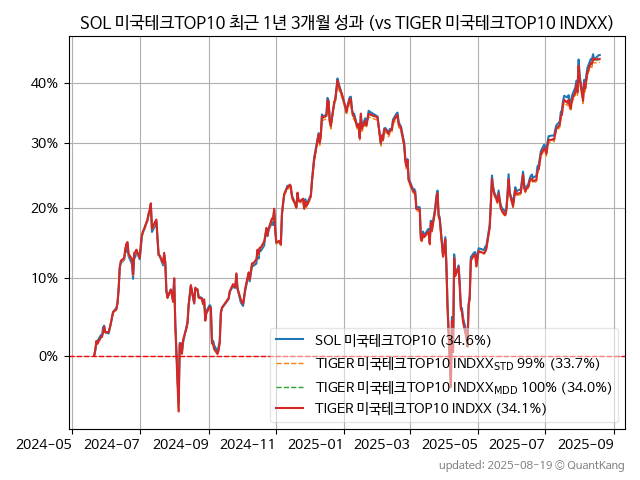 SOL 미국테크TOP10 최근 1년 3개월 성과 (vs TIGER 미국테크TOP10 INDXX)
40%
30%
20%
10%
0%
SOL 미국테크TOP10 (34.6%)
TIGER 미국테크TOP10 INDXX_STD 99% (33.7%)
TIGER 미국테크TOP10 INDXX_MDD 100% (34.0%)
TIGER 미국테크TOP10 INDXX (34.1%)
2024-05 2024-07 2024-09 2024-11 2025-01 2025-03 2025-05 2025-07 2025-09
updated: 2025-08-19 © QuantKang